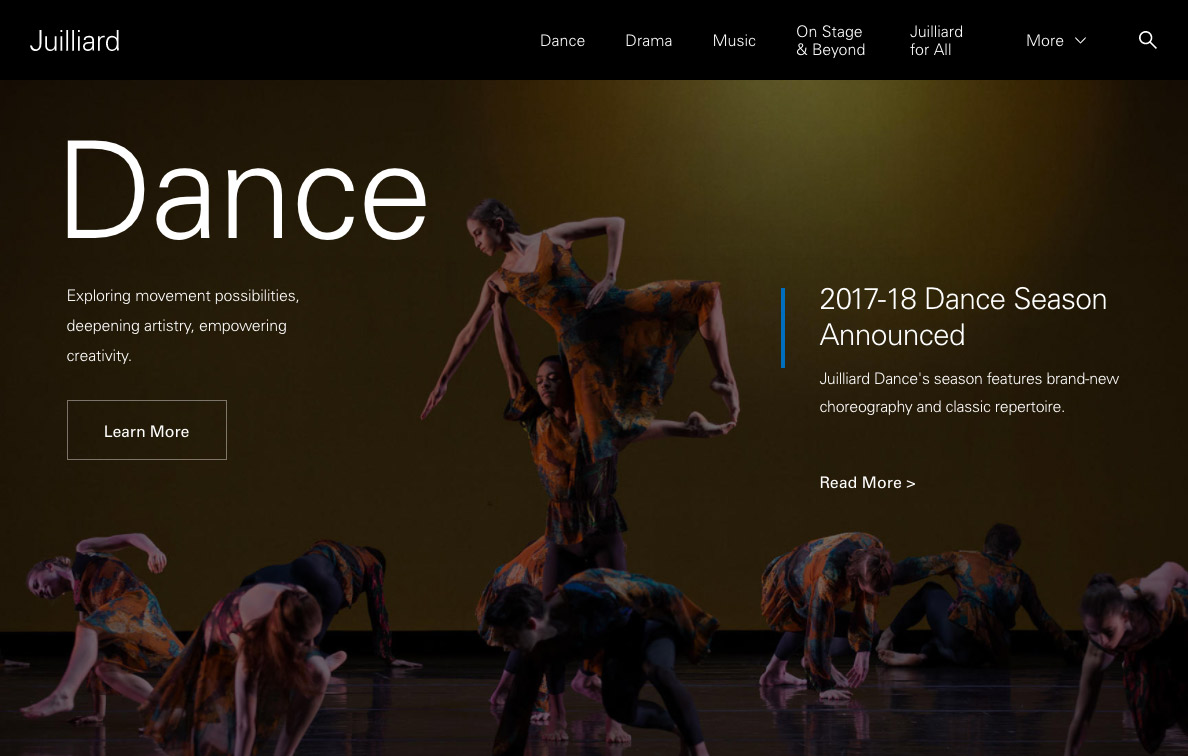 Juilliard
Dance
Drama
Music
On Stage
& Beyond
Juilliard
for All
More
Dance
Exploring movement possibilities,
deepening artistry, empowering
creativity.
Learn More
2017-18 Dance Season
Announced
Juilliard Dance's season features brand-new
choreography and classic repertoire.
Read More >